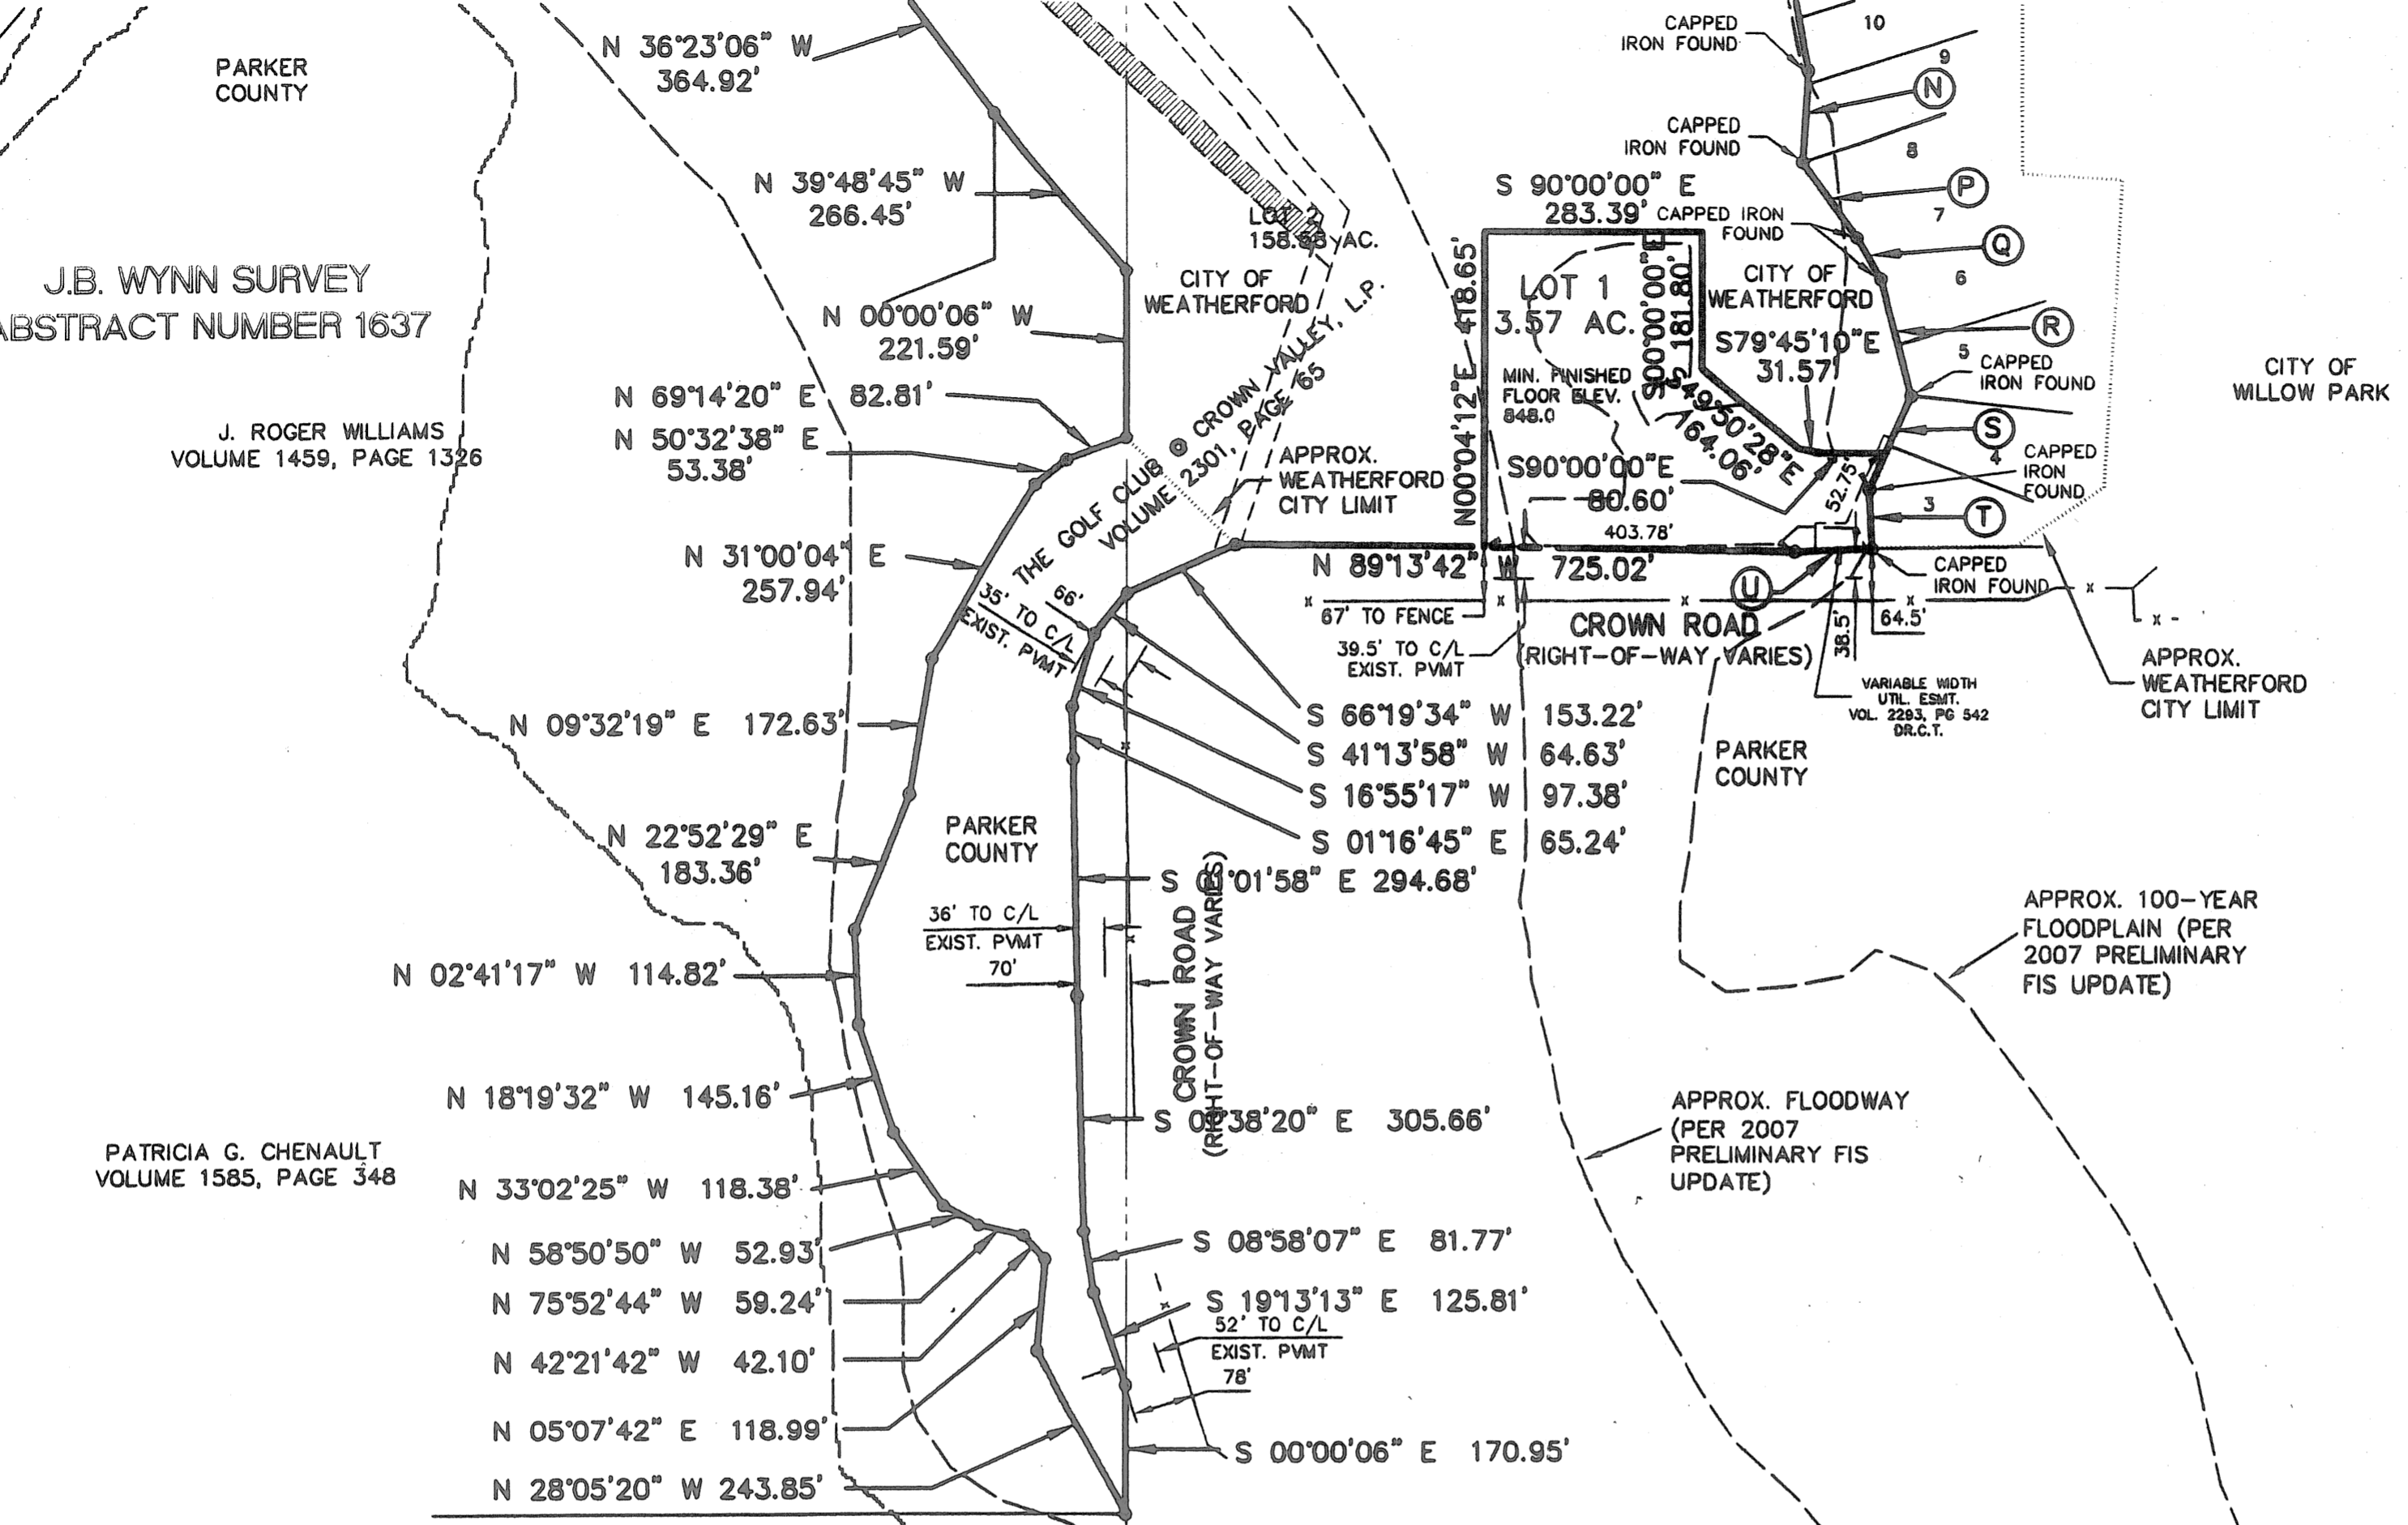 PARKER
COUNTY
N 36°23'06" W
364.92'
CAPPED
IRON FOUND
10
9
N
CAPPED
IRON FOUND
8
N 39°48'45" W
266.45'
S 90°00'00" E
283.39'
P
7
CAPPED IRON
FOUND
LOT 2
158.58 AC.
Q
6
J.B. WYNN SURVEY
ABSTRACT NUMBER 1637
CITY OF
WEATHERFORD
N00°04'12"E 418.65'
LOT 1
3.57 AC.
S00°00'00"E
181.80'
CITY OF
WEATHERFORD
N 00°00'06" W
221.59'
R
5
S79°45'10"E
31.57'
MIN. FINISHED
FLOOR ELEV.
848.0
CAPPED
IRON FOUND
CITY OF
WILLOW PARK
N 69°14'20" E 82.81'
S49°50'28"E
164.06'
J. ROGER WILLIAMS
VOLUME 1459, PAGE 1326
N 50°32'38" E
53.38'
THE GOLF CLUB @ CROWN VALLEY, L.P.
VOLUME 2301, PAGE 65
APPROX.
WEATHERFORD
CITY LIMIT
S90°00'00"E
80.60'
52.75'
S
4
CAPPED
IRON
FOUND
3
T
403.78'
N 31°00'04" E
257.94'
N 89°13'42" W 725.02'
U
CAPPED
IRON FOUND
66'
35' TO C/L
EXIST. PVMT
67' TO FENCE
39.5' TO C/L
EXIST. PVMT
CROWN ROAD
(RIGHT-OF-WAY VARIES)
38.5'
64.5'
APPROX.
WEATHERFORD
CITY LIMIT
VARIABLE WIDTH
UTIL. ESMT.
VOL. 2293, PG 542
DR.C.T.
N 09°32'19" E 172.63'
S 66°19'34" W 153.22'
S 41°13'58" W 64.63'
S 16°55'17" W 97.38'
S 01°16'45" E 65.24'
PARKER
COUNTY
N 22°52'29" E
183.36'
PARKER
COUNTY
S 01°01'58" E 294.68'
36' TO C/L
EXIST. PVMT
70'
CROWN ROAD
(RIGHT-OF-WAY VARIES)
APPROX. 100-YEAR
FLOODPLAIN (PER
2007 PRELIMINARY
FIS UPDATE)
N 02°41'17" W 114.82'
N 18°19'32" W 145.16'
S 01°38'20" E 305.66'
APPROX. FLOODWAY
(PER 2007
PRELIMINARY FIS
UPDATE)
PATRICIA G. CHENAULT
VOLUME 1585, PAGE 348
N 33°02'25" W 118.38'
N 58°50'50" W 52.93'
S 08°58'07" E 81.77'
N 75°52'44" W 59.24'
S 19°13'13" E 125.81'
52' TO C/L
EXIST. PVMT
78'
N 42°21'42" W 42.10'
N 05°07'42" E 118.99'
S 00°00'06" E 170.95'
N 28°05'20" W 243.85'